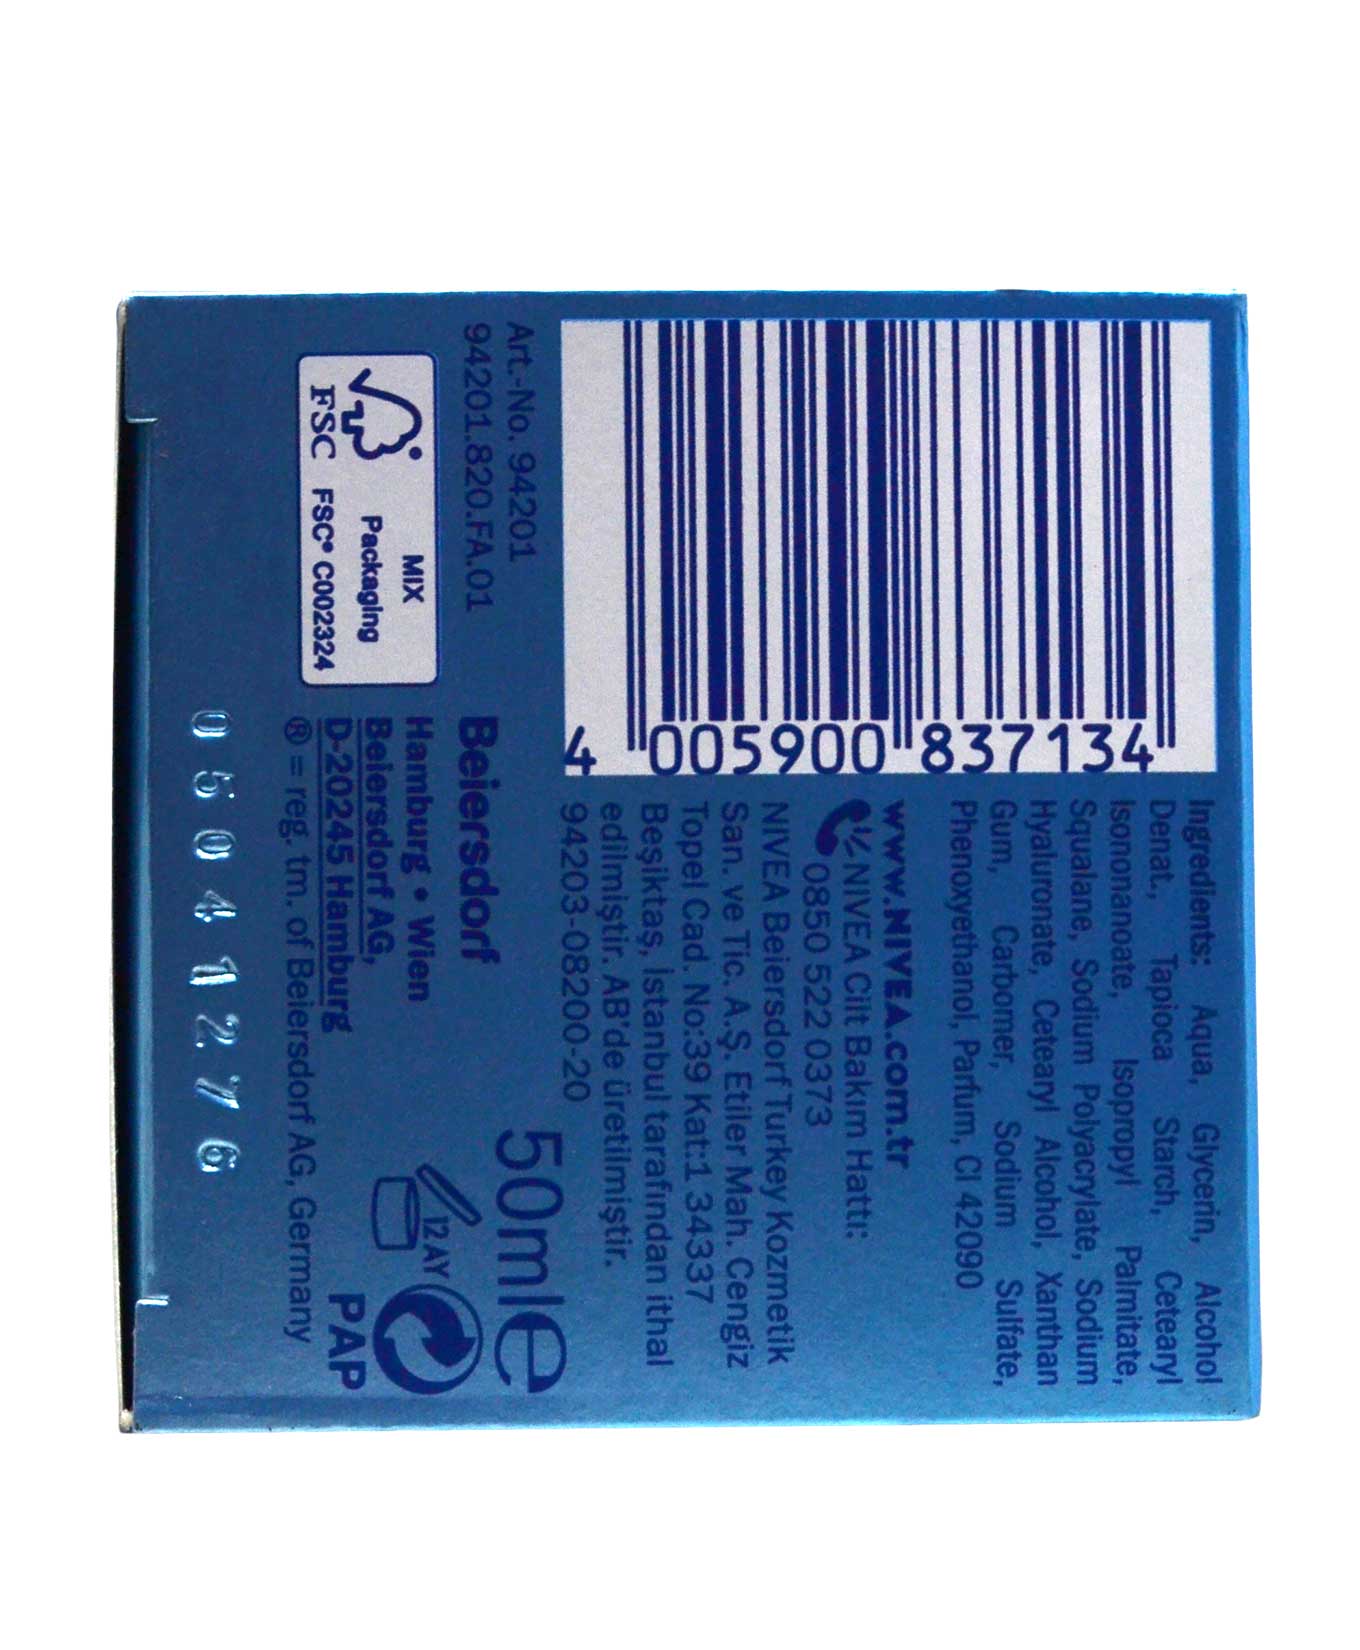 Ingredients: Aqua, Glycerin, Alcohol
Denat., Tapioca Starch, Cetearyl
Isononanoate, Isopropyl Palmitate,
Squalane, Sodium Polyacrylate, Sodium
Hyaluronate, Cetearyl Alcohol, Xanthan
Gum, Carbomer, Sodium Sulfate,
Phenoxyethanol, Parfum, CI 42090
www.NIVEA.com.tr
NIVEA Cilt Bakım Hattı:
0850 522 0373
NIVEA Beiersdorf Turkey Kozmetik
San. ve Tic. A.Ş. Etiler Mah. Cengiz
Topel Cad. No:39 Kat:1 34337
Beşiktaş, İstanbul tarafından ithal
edilmiştir. AB'de üretilmiştir.
94203-08200-20
4 005900 837134
Art.-No. 94201
94201.820.FA.01
MIX
Packaging
FSC
FSC® C002324
Beiersdorf
Hamburg • Wien
Beiersdorf AG,
D-20245 Hamburg
® = reg. tm. of Beiersdorf AG, Germany
50ml e
12 AY
PAP
05041276